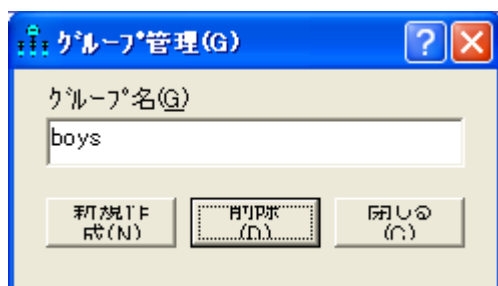 ｸﾞﾙｰﾌﾟ管理(G)
ｸﾞﾙｰﾌﾟ名(G)
boys
新規作
成(N)
削除
(D)
閉じる
(C)